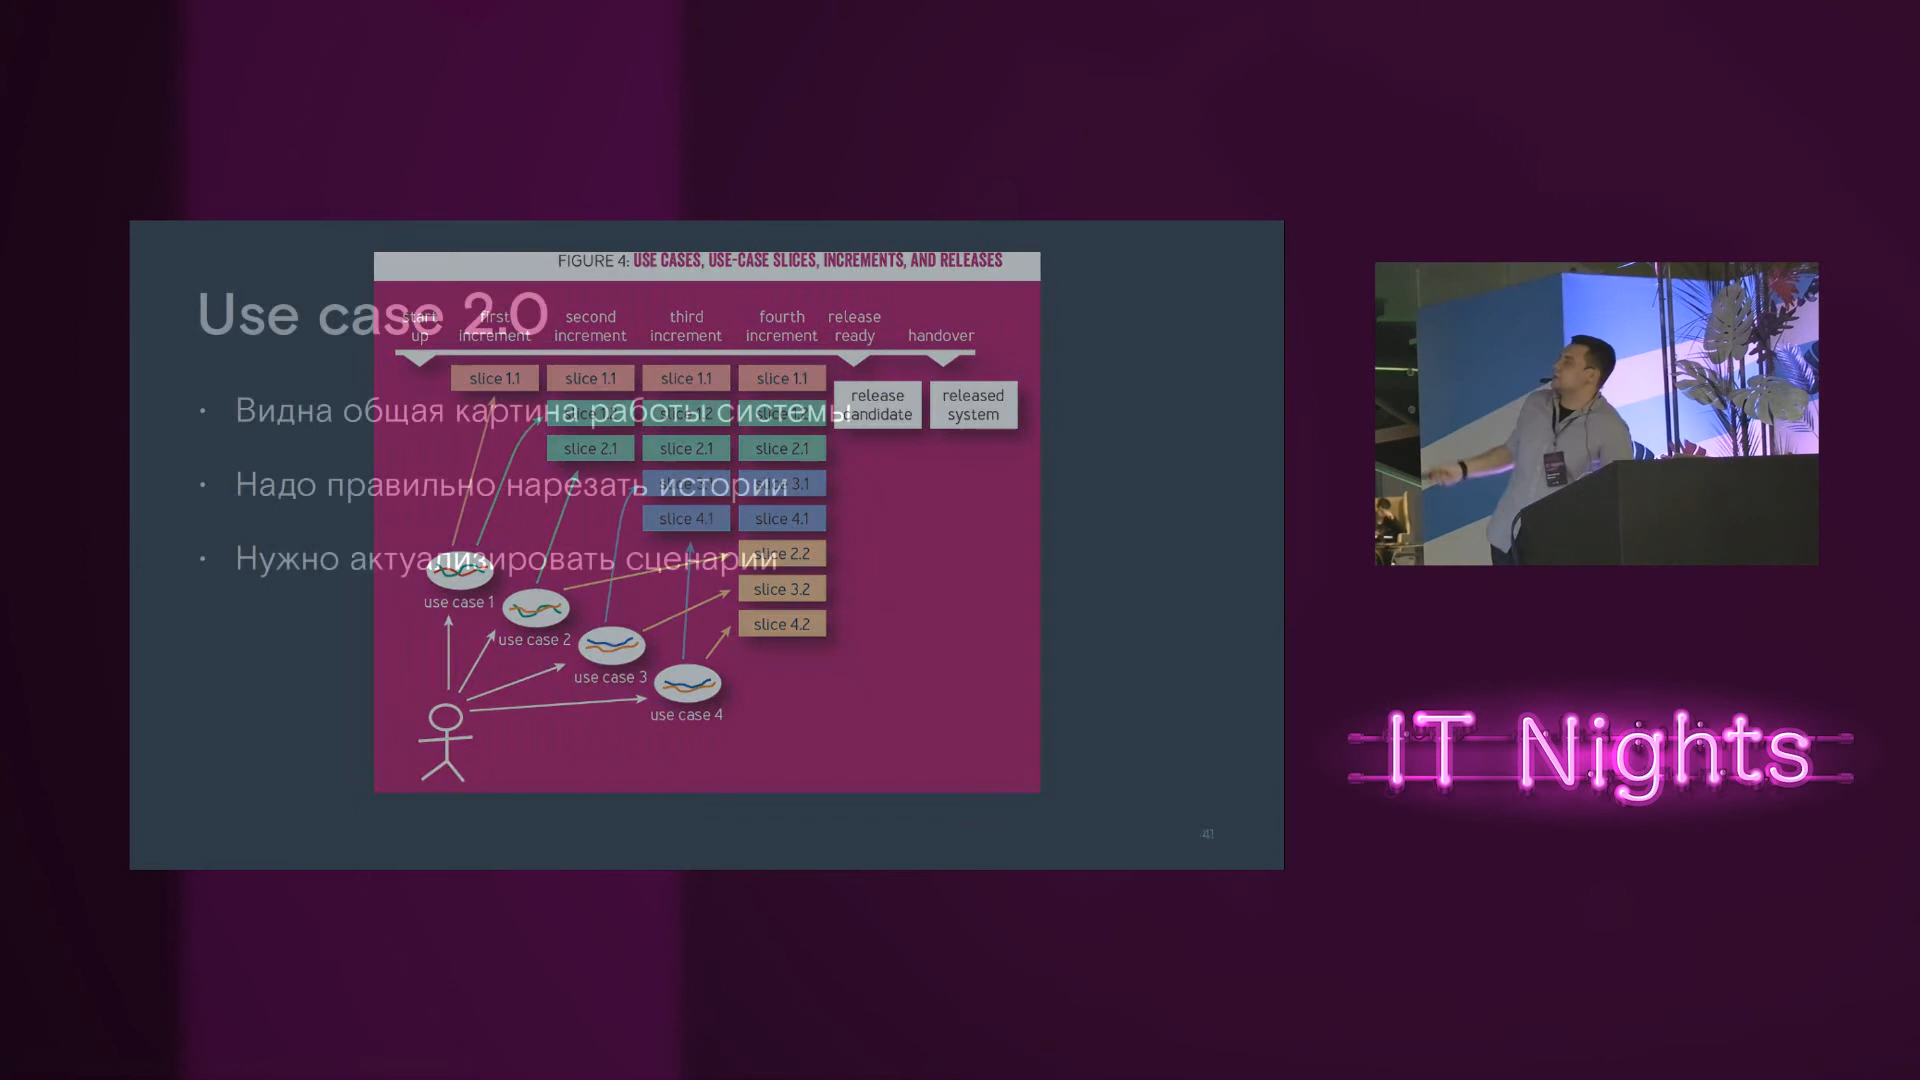 FIGURE 4: USE CASES, USE-CASE SLICES, INCREMENTS, AND RELEASES
Use case 2.0
start up
first increment
second increment
third increment
fourth increment
release ready
handover
slice 1.1 slice 1.1 slice 1.1 slice 1.1
release candidate
released system
• Видна общая картина работы системы
slice 2.1 slice 2.1 slice 2.1
• Надо правильно нарезать истории
slice 3.1
slice 4.1 slice 4.1
• Нужно актуализировать сценарии
slice 2.2
slice 3.2
slice 4.2
use case 1
use case 2
use case 3
use case 4
41
IT Nights